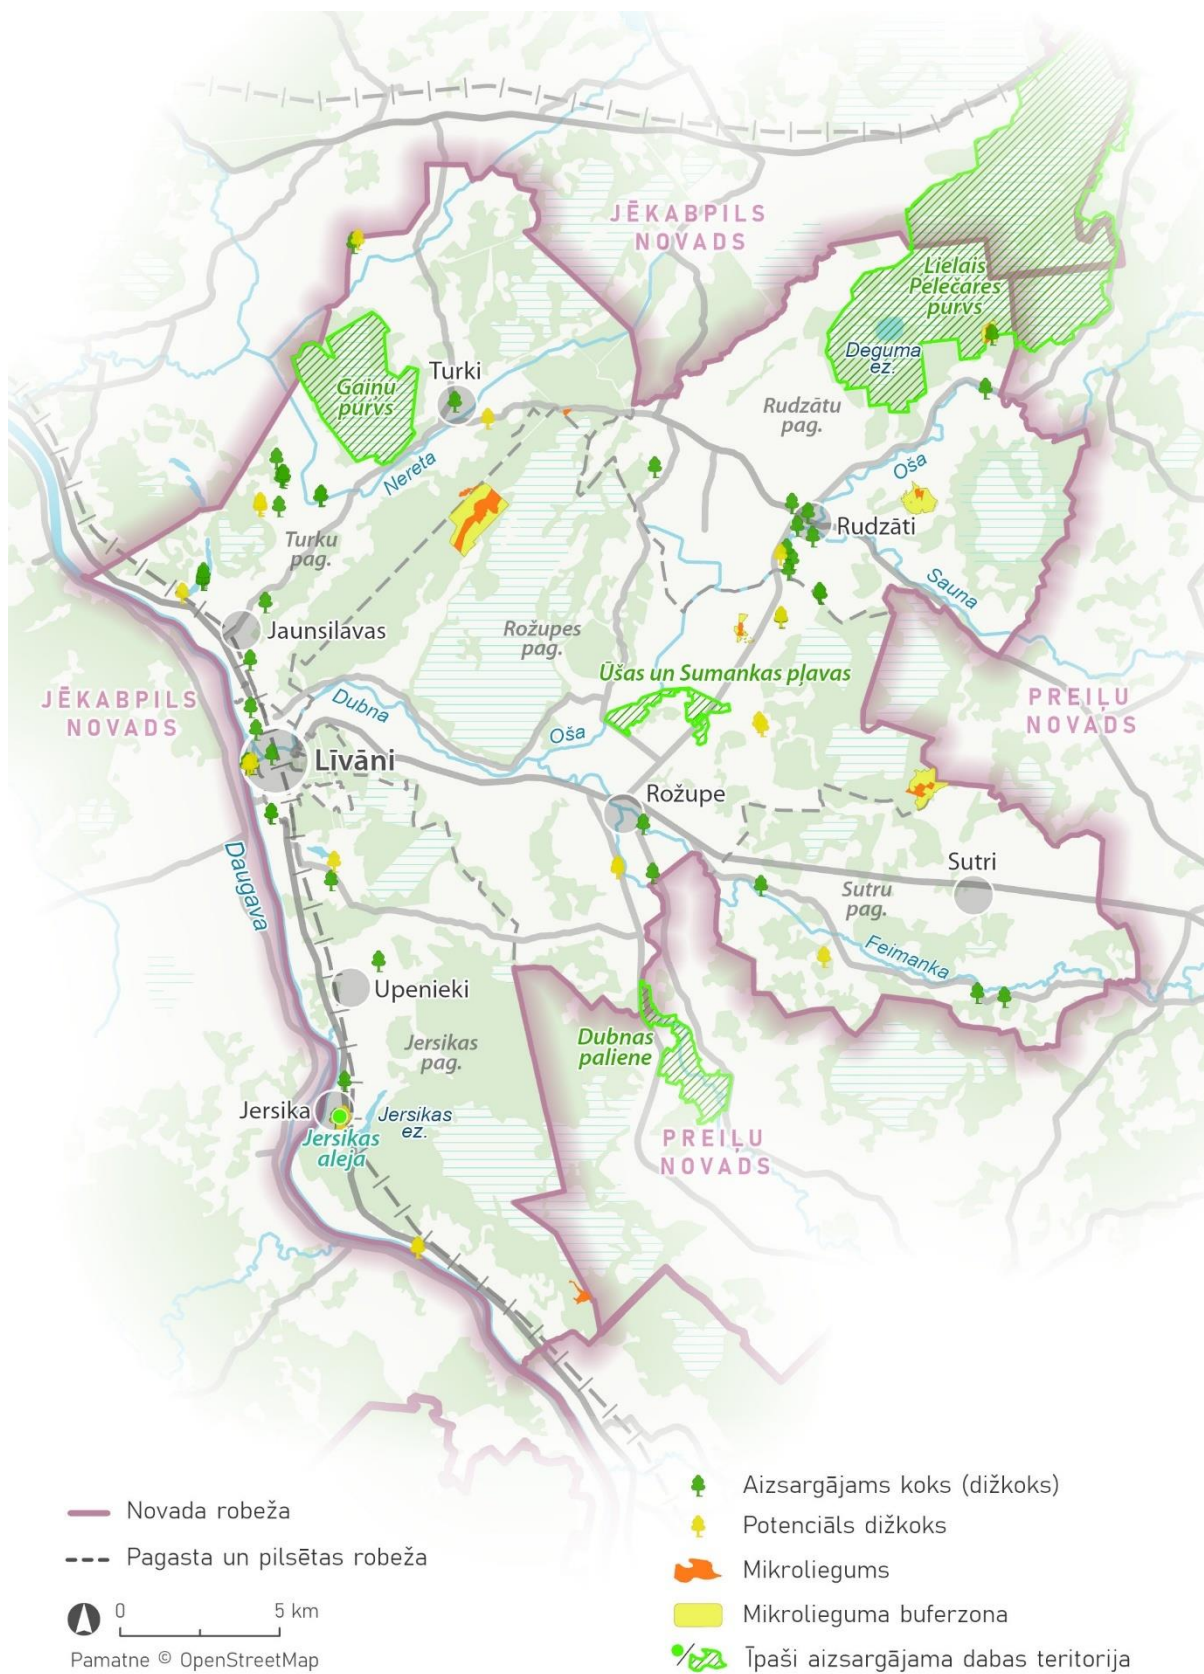 JĒKABPILS
NOVADS
Lielais
Pelečāres
purvs
Deguma
ez.
Turki
Gaiņu
purvs
Rudzātu
pag.
Nereta
Oša
Rudzāti
Turku
pag.
Sauna
Jaunsilavas
Rožupes
pag.
Ūšas un Sumankas pļavas
JĒKABPILS
NOVADS
PREIĻU
NOVADS
Dubna
Oša
Līvāni
Rožupe
Daugava
Sutri
Sutru
pag.
Feimanka
Upenieki
Jersikas
pag.
Dubnas
paliene
Jersika
Jersikas
ez.
Jersikas
aleja
PREIĻU
NOVADS
Novada robeža
Pagasta un pilsētas robeža
0 5 km
Pamatne © OpenStreetMap
Aizsargājams koks (dižkoks)
Potenciāls dižkoks
Mikroliegums
Mikrolieguma buferzona
Īpaši aizsargājama dabas teritorija